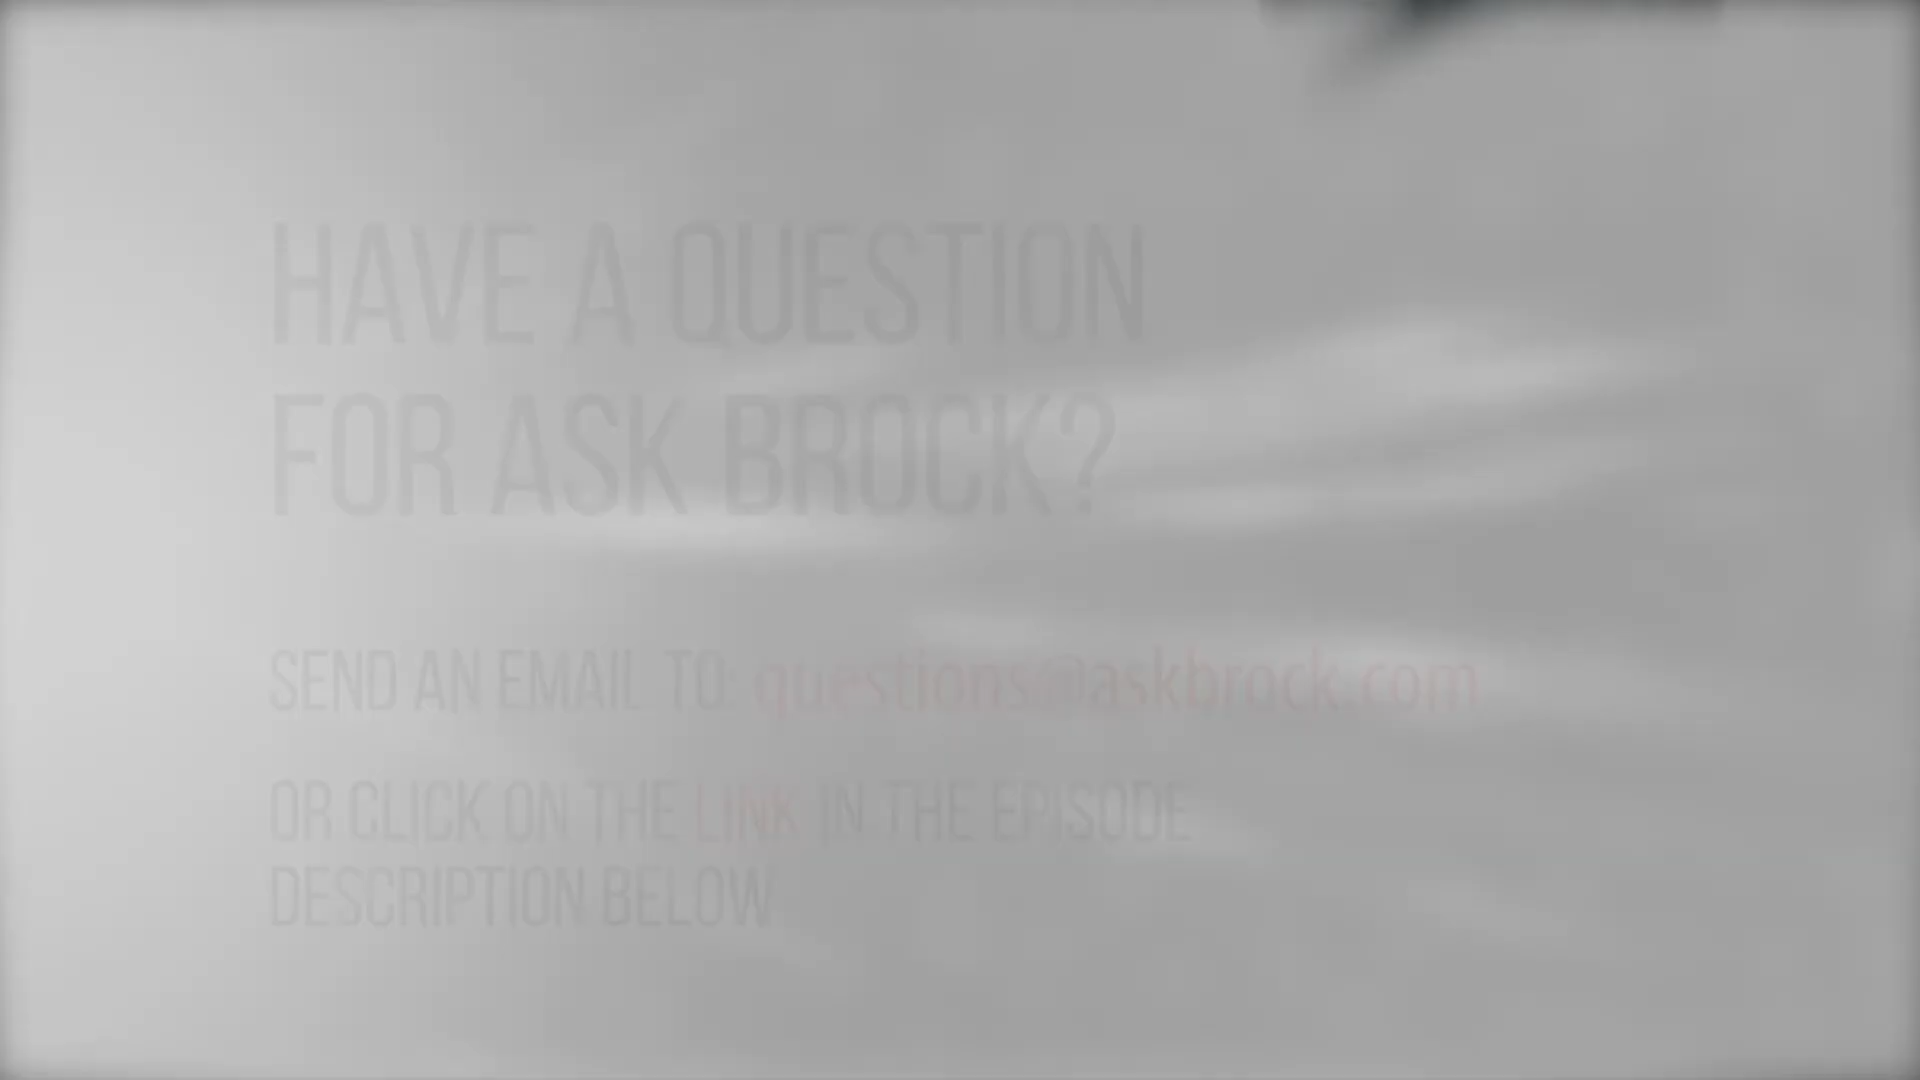 HAVE A QUESTION
FOR ASK BROCK?
SEND AN EMAIL TO: questions@askbrock.com
OR CLICK ON THE LINK IN THE EPISODE
DESCRIPTION BELOW